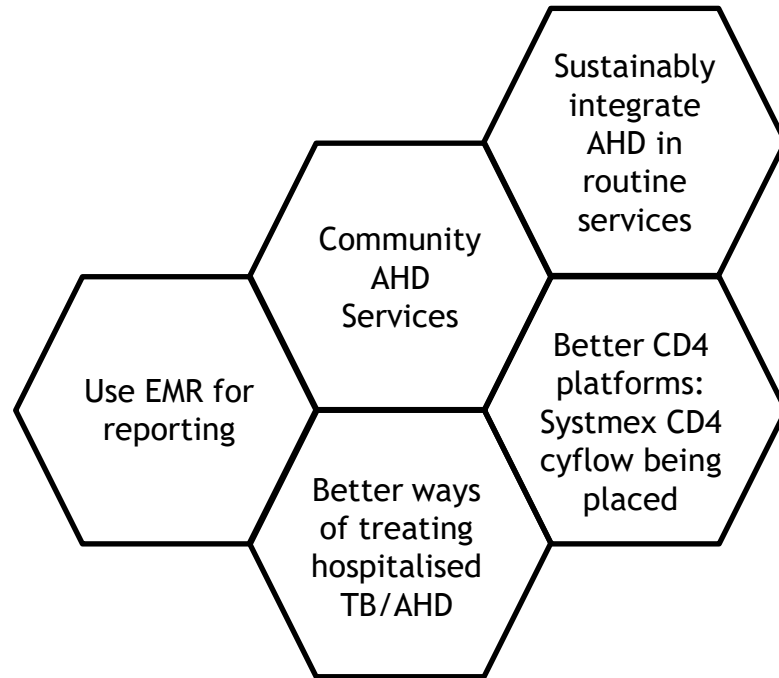 Sustainably
integrate
AHD in
routine
services
Community
AHD
Services
Better CD4
platforms:
Systmex CD4
cyflow being
placed
Use EMR for
reporting
Better ways
of treating
hospitalised
TB/AHD